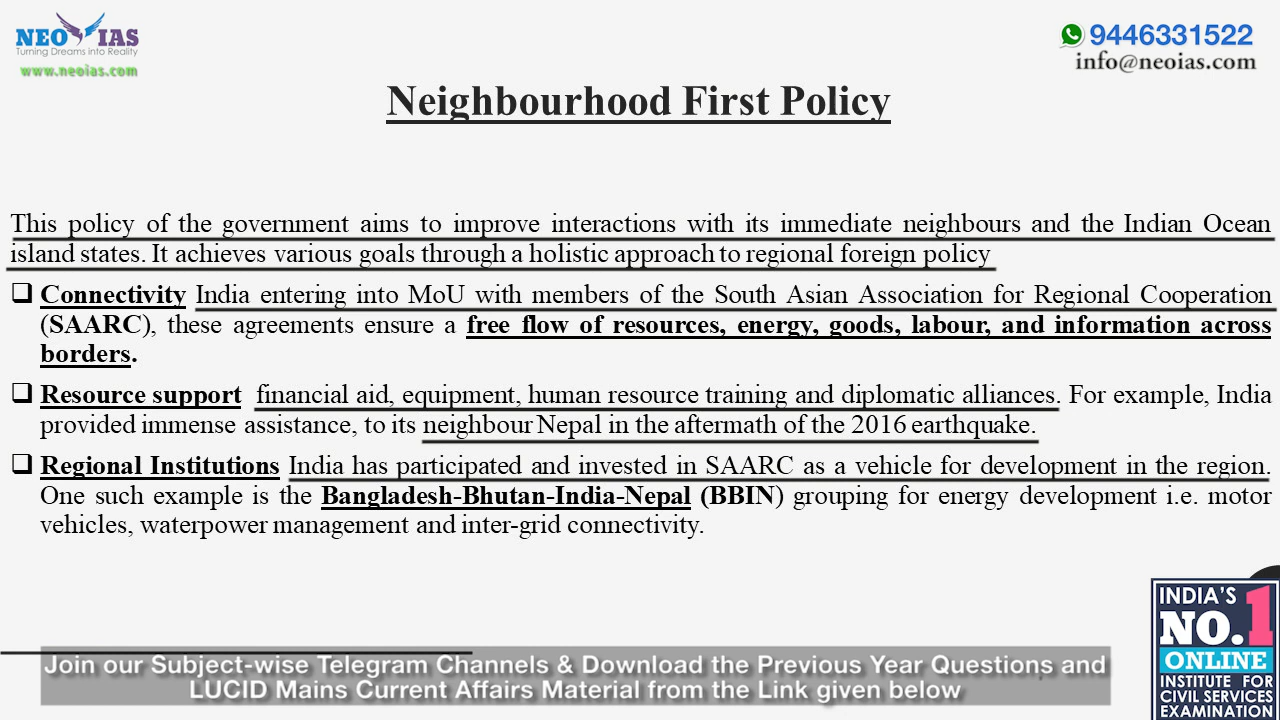 NEO IAS
Turning Dreams into Reality
www.neoias.com
9446331522
info@neoias.com
Neighbourhood First Policy
This policy of the government aims to improve interactions with its immediate neighbours and the Indian Ocean
island states. It achieves various goals through a holistic approach to regional foreign policy
Connectivity India entering into MoU with members of the South Asian Association for Regional Cooperation
(SAARC), these agreements ensure a free flow of resources, energy, goods, labour, and information across
borders.
Resource support financial aid, equipment, human resource training and diplomatic alliances. For example, India
provided immense assistance, to its neighbour Nepal in the aftermath of the 2016 earthquake.
Regional Institutions India has participated and invested in SAARC as a vehicle for development in the region.
One such example is the Bangladesh-Bhutan-India-Nepal (BBIN) grouping for energy development i.e. motor
vehicles, waterpower management and inter-grid connectivity.
Join our Subject-wise Telegram Channels & Download the Previous Year Questions and
LUCID Mains Current Affairs Material from the Link given below
INDIA'S
NO.1
ONLINE
INSTITUTE FOR
CIVIL SERVICES
EXAMINATION